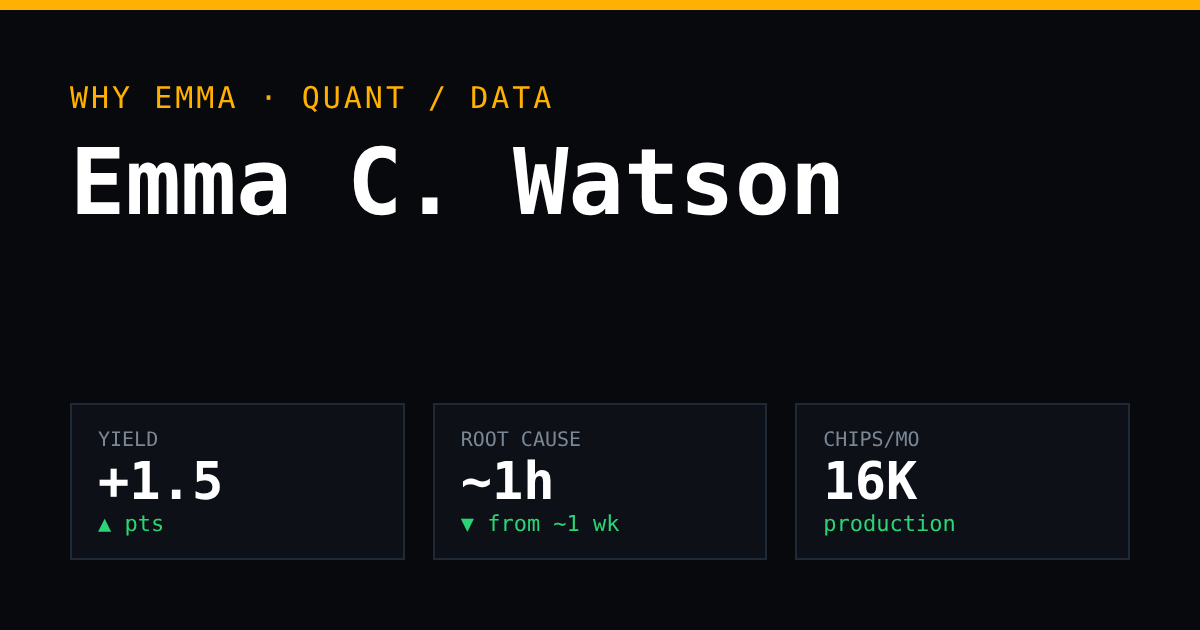 WHY EMMA · QUANT / DATA
Emma C. Watson
YIELD
+1.5
▲ pts
ROOT CAUSE
~1h
▼ from ~1 wk
CHIPS/MO
16K
production